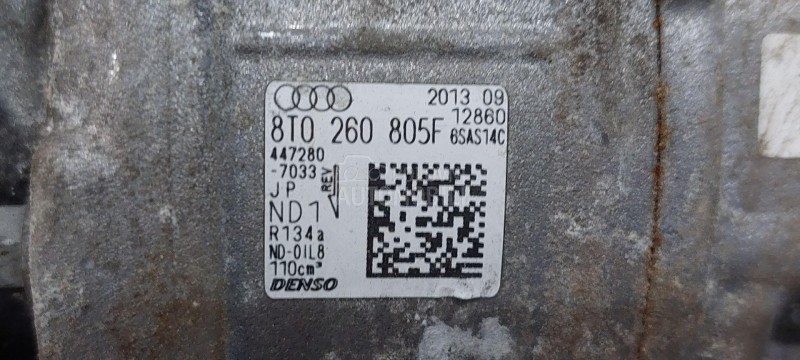 2013 09
12860
8T0 260 805F 6SAS14C
447280
-7033
REV
JP
ND1
R134a
ND-OIL8
110cm³
DENSO